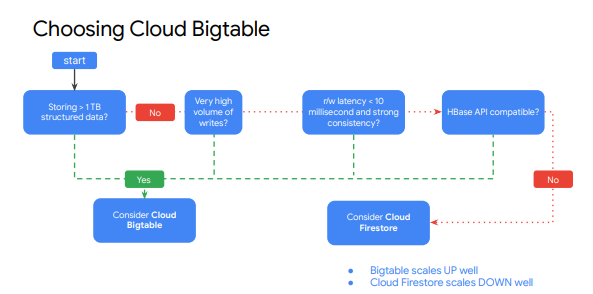 Choosing Cloud Bigtable
start
Storing > 1 TB
structured data?
No
Very high
volume of
writes?
r/w latency < 10
millisecond and strong
consistency?
HBase API compatible?
Yes
No
Consider Cloud
Bigtable
Consider Cloud
Firestore
● Bigtable scales UP well
● Cloud Firestore scales DOWN well